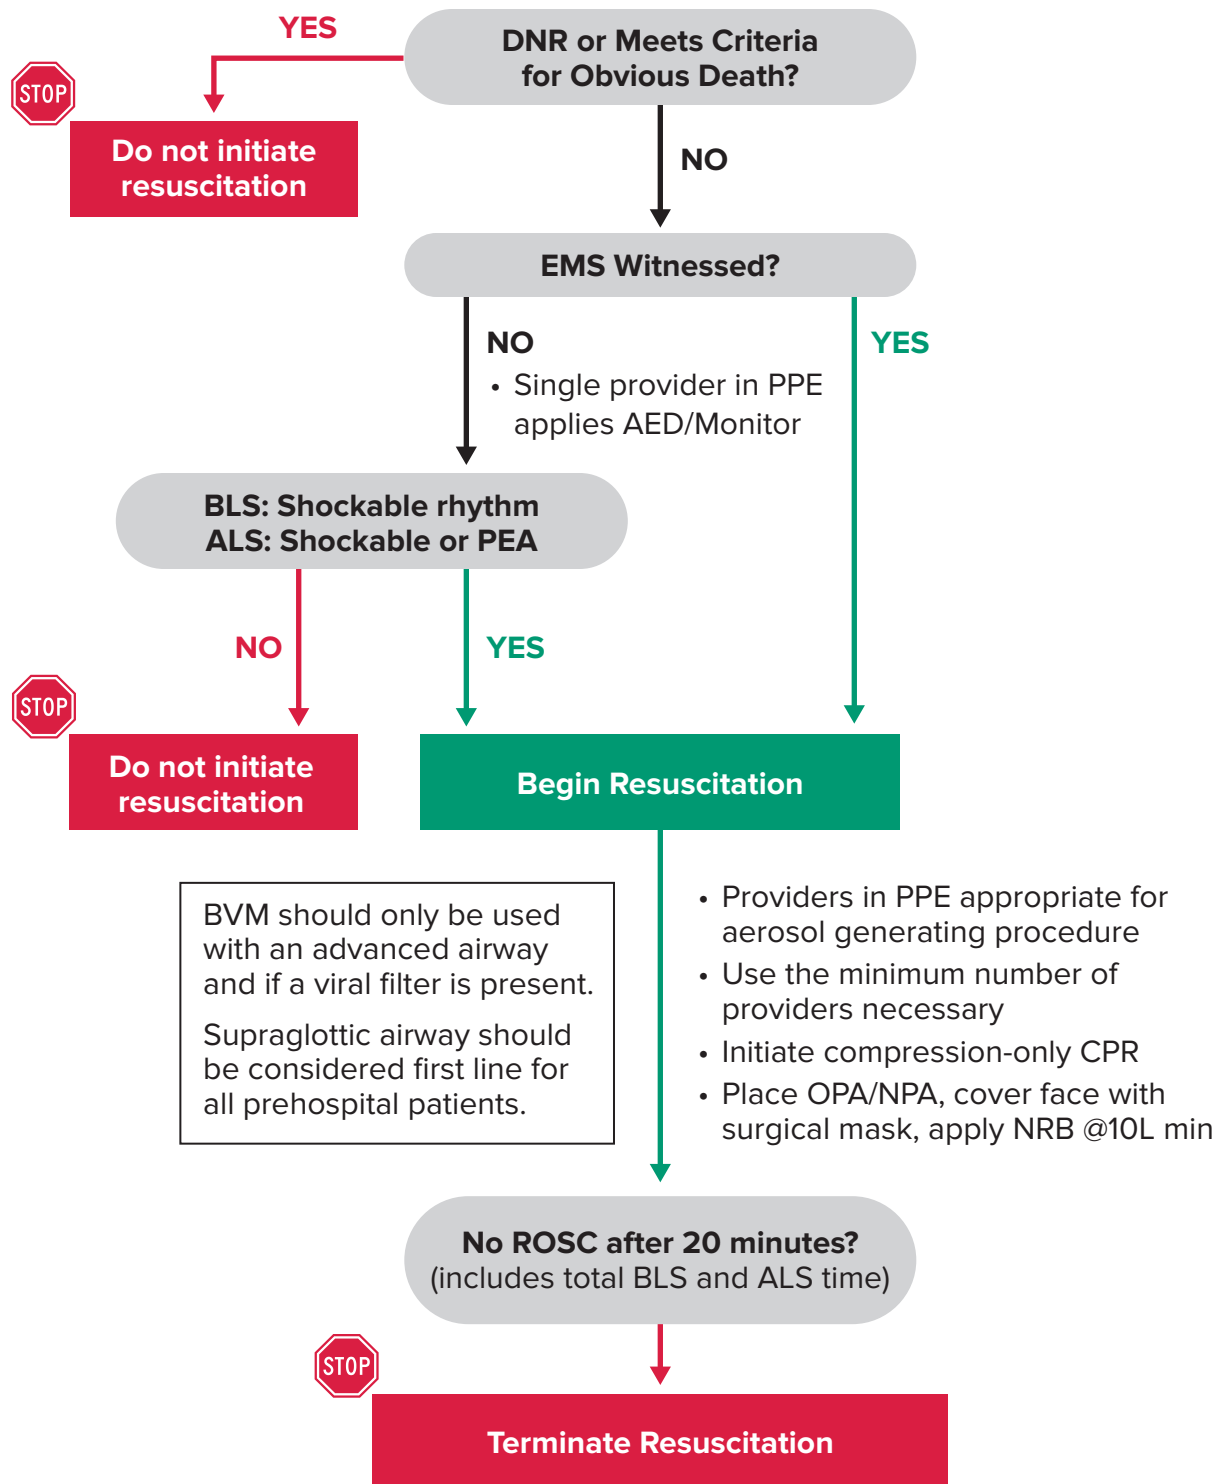 YES
DNR or Meets Criteria
for Obvious Death?
STOP
Do not initiate
resuscitation
NO
EMS Witnessed?
NO
• Single provider in PPE
applies AED/Monitor
YES
BLS: Shockable rhythm
ALS: Shockable or PEA
NO
YES
STOP
Do not initiate
resuscitation
Begin Resuscitation
BVM should only be used
with an advanced airway
and if a viral filter is present.
Supraglottic airway should
be considered first line for
all prehospital patients.
• Providers in PPE appropriate for
aerosol generating procedure
• Use the minimum number of
providers necessary
• Initiate compression-only CPR
• Place OPA/NPA, cover face with
surgical mask, apply NRB @10L min
No ROSC after 20 minutes?
(includes total BLS and ALS time)
STOP
Terminate Resuscitation